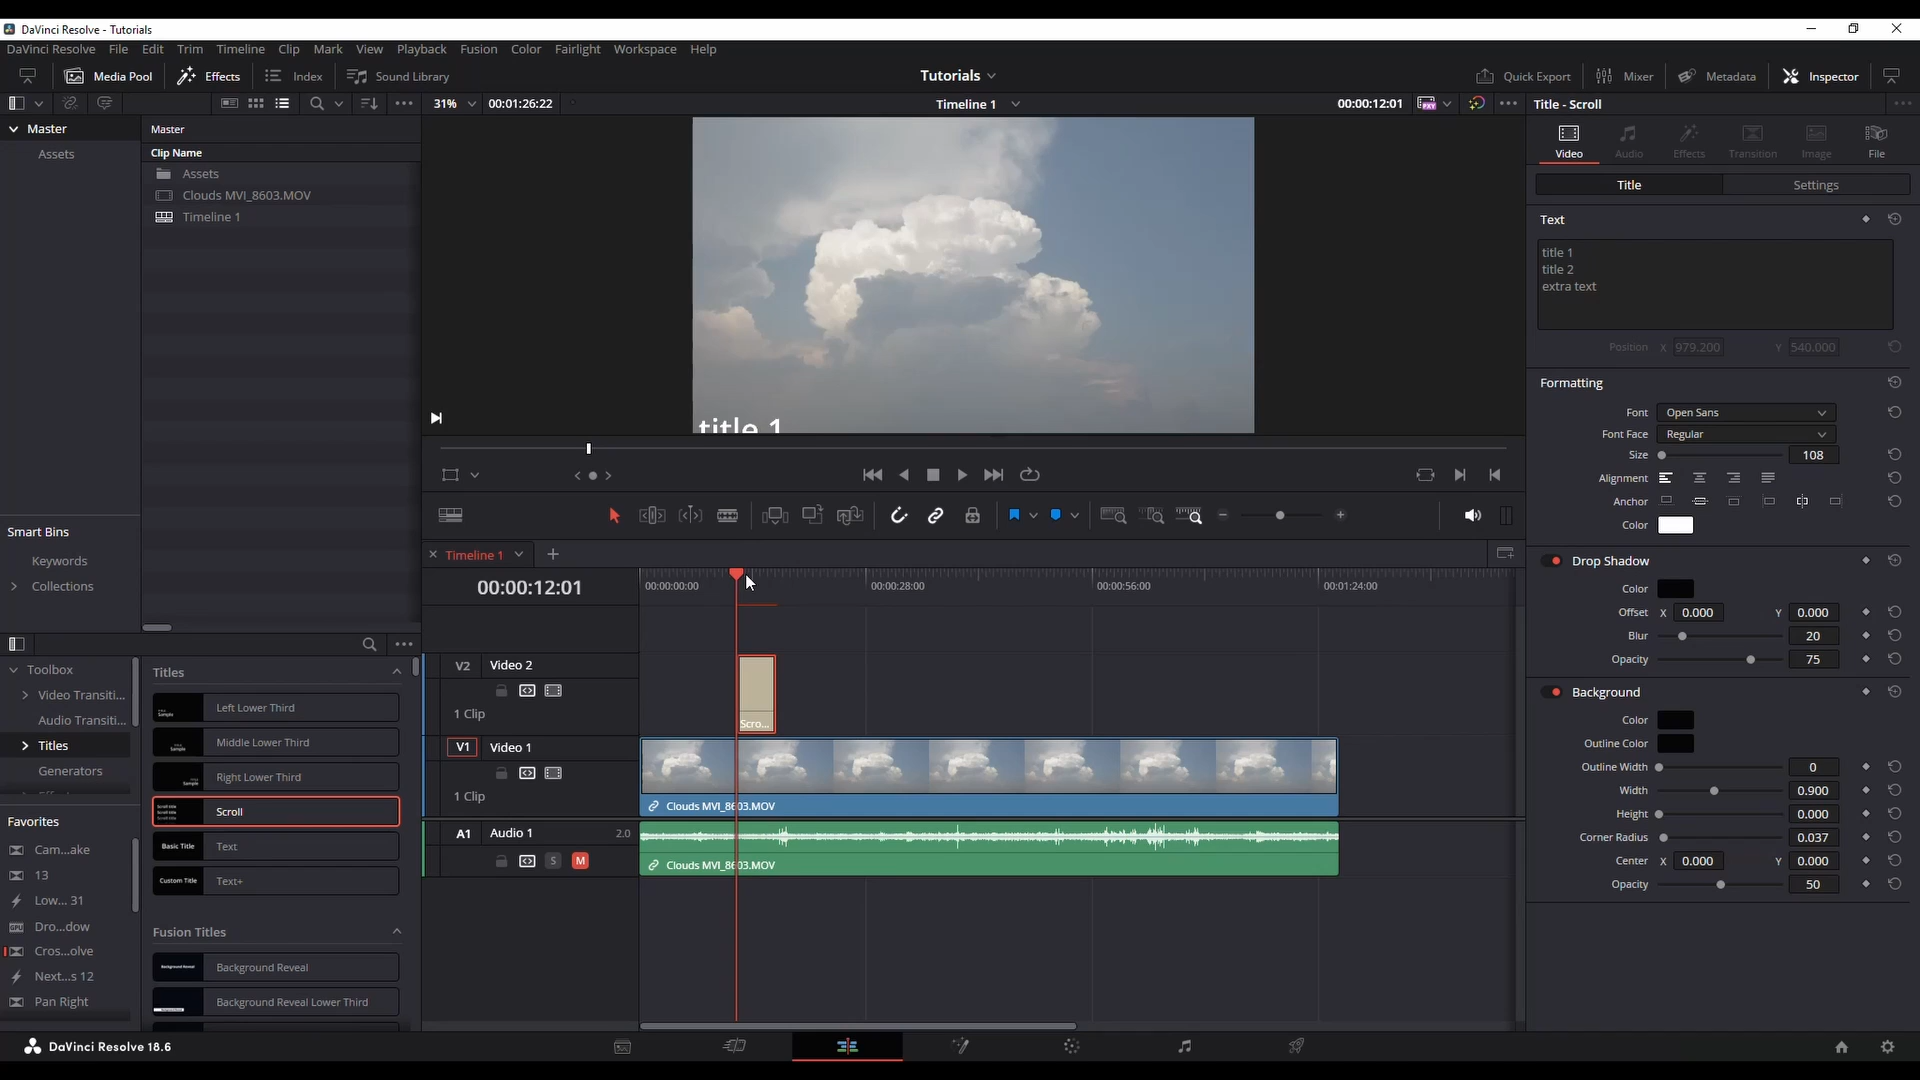 DaVinci Resolve - Tutorials
DaVinci Resolve File Edit Trim Timeline Clip Mark View Playback Fusion Color Fairlight Workspace Help
Media Pool Effects Index Sound Library Tutorials Quick Export Mixer Metadata Inspector
31% 00:01:26:22 Timeline 1 00:00:12:01 Title - Scroll
Master
Assets
Master
Clip Name
Assets
Clouds MVI_8603.MOV
Timeline 1
Smart Bins
Keywords
Collections
title 1
Video Audio Effects Transition Image File
Title Settings
Text
title 1
title 2
extra text
Position X 979.200 Y 540.000
Formatting
Font Open Sans
Font Face Regular
Size 108
Alignment
Anchor
Color
Drop Shadow
Color
Offset X 0.000 Y 0.000
Blur 20
Opacity 75
Background
Color
Outline Color
Outline Width 0
Width 0.900
Height 0.000
Corner Radius 0.037
Center X 0.000 Y 0.000
Opacity 50
Timeline 1
00:00:12:01
00:00:00:00 00:00:28:00 00:00:56:00 00:01:24:00
V2 Video 2
1 Clip
Scro...
V1 Video 1
1 Clip
Clouds MVI_8603.MOV
A1 Audio 1 2.0
S M
Clouds MVI_8603.MOV
Toolbox
Video Transiti...
Audio Transiti...
Titles
Generators
Favorites
Cam...ake
13
Low... 31
Dro...dow
Cros...olve
Next...s 12
Pan Right
Titles
Left Lower Third
Middle Lower Third
Right Lower Third
Scroll
Basic Title Text
Custom Title Text+
Fusion Titles
Background Reveal Background Reveal
Background Reveal Lower Third
DaVinci Resolve 18.6